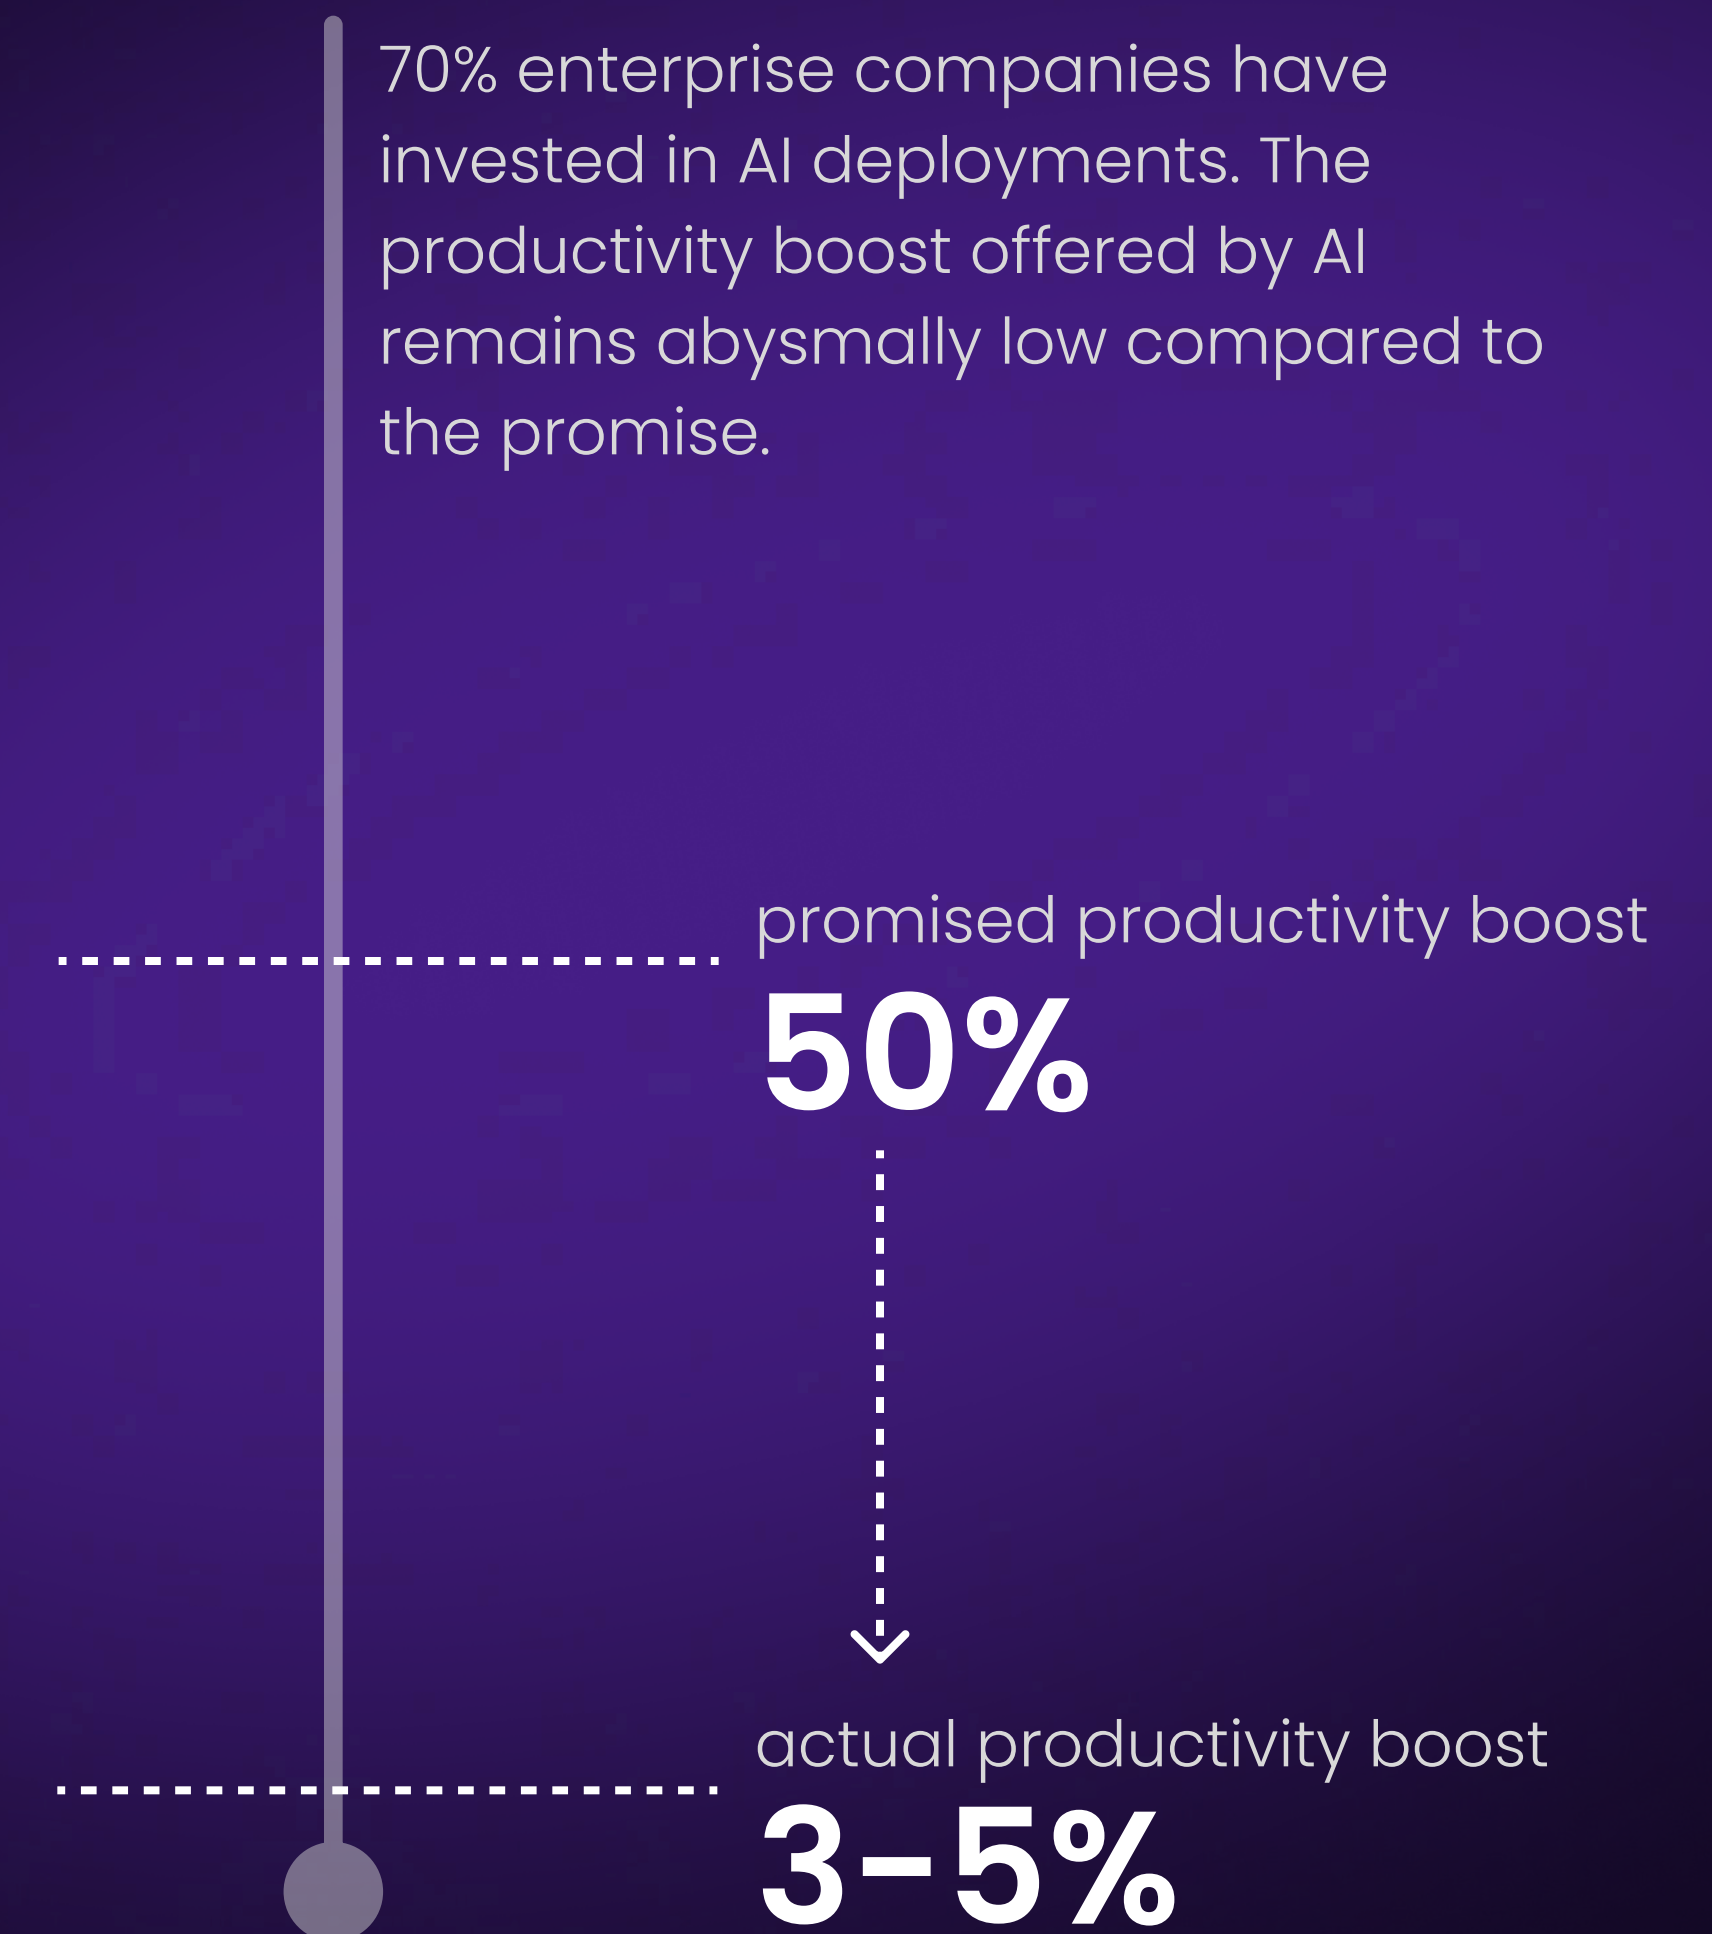 70% enterprise companies have
invested in AI deployments. The
productivity boost offered by AI
remains abysmally low compared to
the promise.
promised productivity boost
50%
actual productivity boost
3-5%